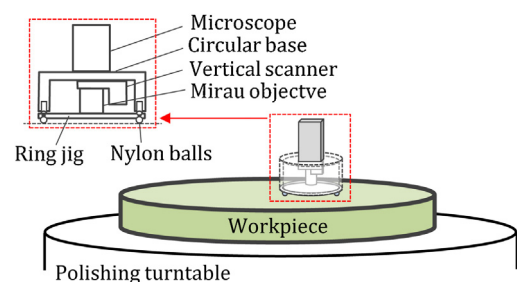 Microscope
Circular base
Vertical scanner
Mirau objectve
Ring jig
Nylon balls
Workpiece
Polishing turntable